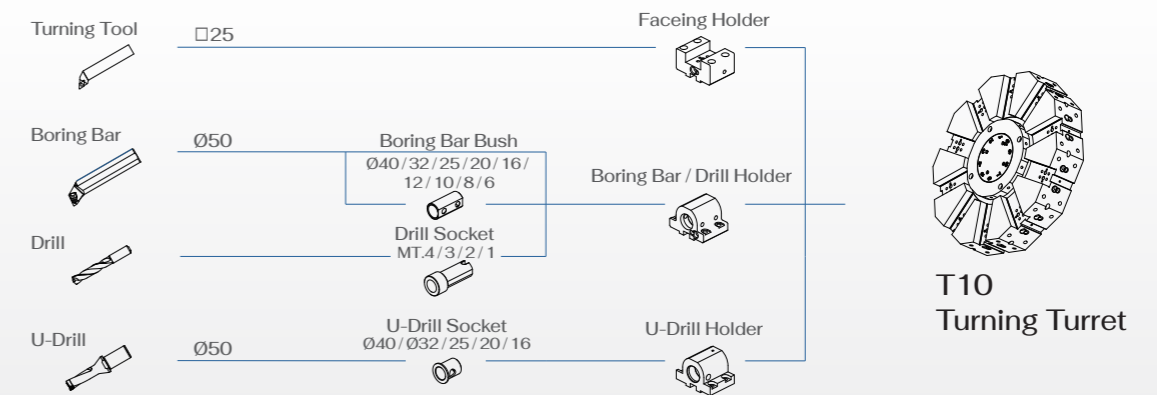 Turning Tool
□25
Faceing Holder
Boring Bar
Ø50
Boring Bar Bush
Ø40/32/25/20/16/
12/10/8/6
Boring Bar / Drill Holder
Drill
Drill Socket
MT.4/3/2/1
U-Drill
Ø50
U-Drill Socket
Ø40/Ø32/25/20/16
U-Drill Holder
T10
Turning Turret